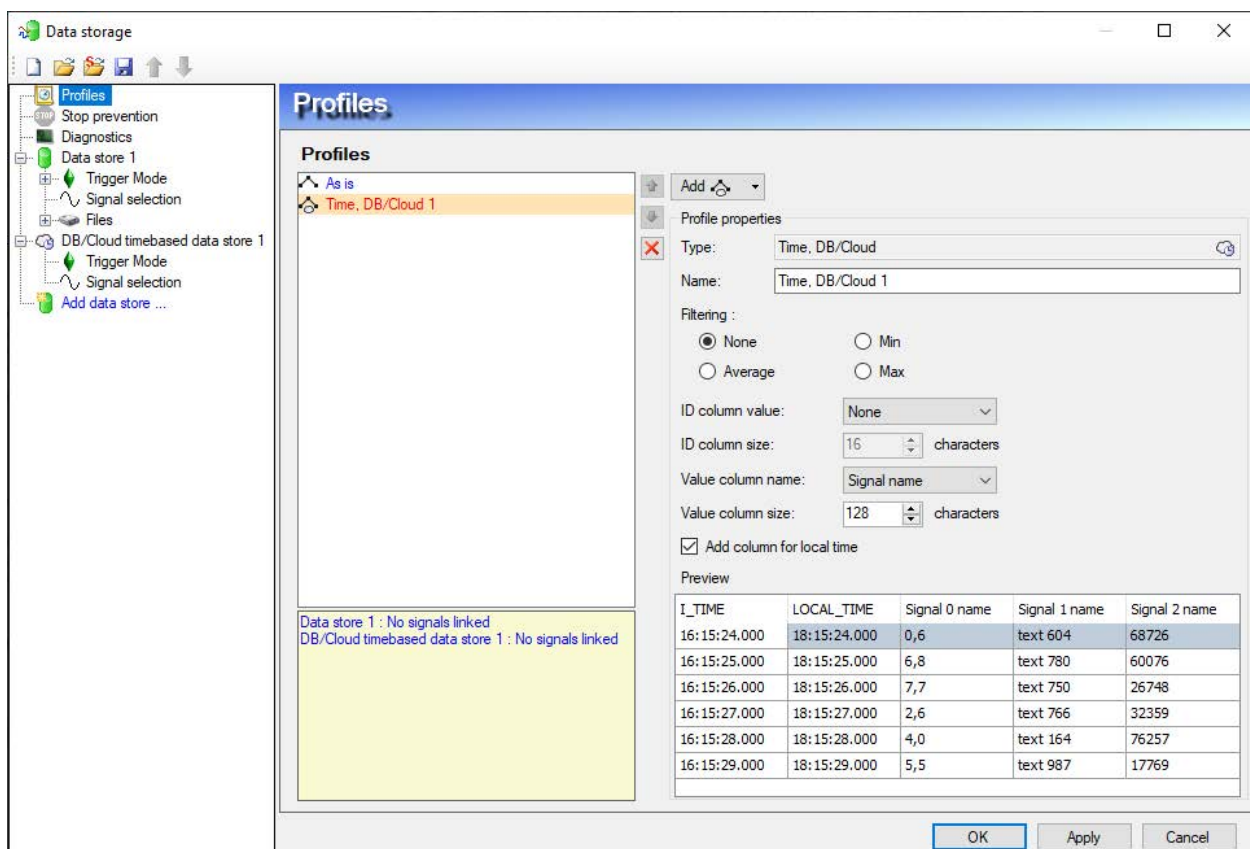 Data storage
Profiles
STOP Stop prevention
Diagnostics
Data store 1
Trigger Mode
Signal selection
Files
DB/Cloud timebased data store 1
Trigger Mode
Signal selection
Add data store ...
Profiles
Profiles
As is
Time, DB/Cloud 1
Data store 1 : No signals linked
DB/Cloud timebased data store 1 : No signals linked
Add
Profile properties
Type: Time, DB/Cloud
Name: Time, DB/Cloud 1
Filtering :
None Min
Average Max
ID column value: None
ID column size: 16 characters
Value column name: Signal name
Value column size: 128 characters
Add column for local time
Preview
I_TIME LOCAL_TIME Signal 0 name Signal 1 name Signal 2 name
16:15:24.000 18:15:24.000 0,6 text 604 68726
16:15:25.000 18:15:25.000 6,8 text 780 60076
16:15:26.000 18:15:26.000 7,7 text 750 26748
16:15:27.000 18:15:27.000 2,6 text 766 32359
16:15:28.000 18:15:28.000 4,0 text 164 76257
16:15:29.000 18:15:29.000 5,5 text 987 17769
OK Apply Cancel